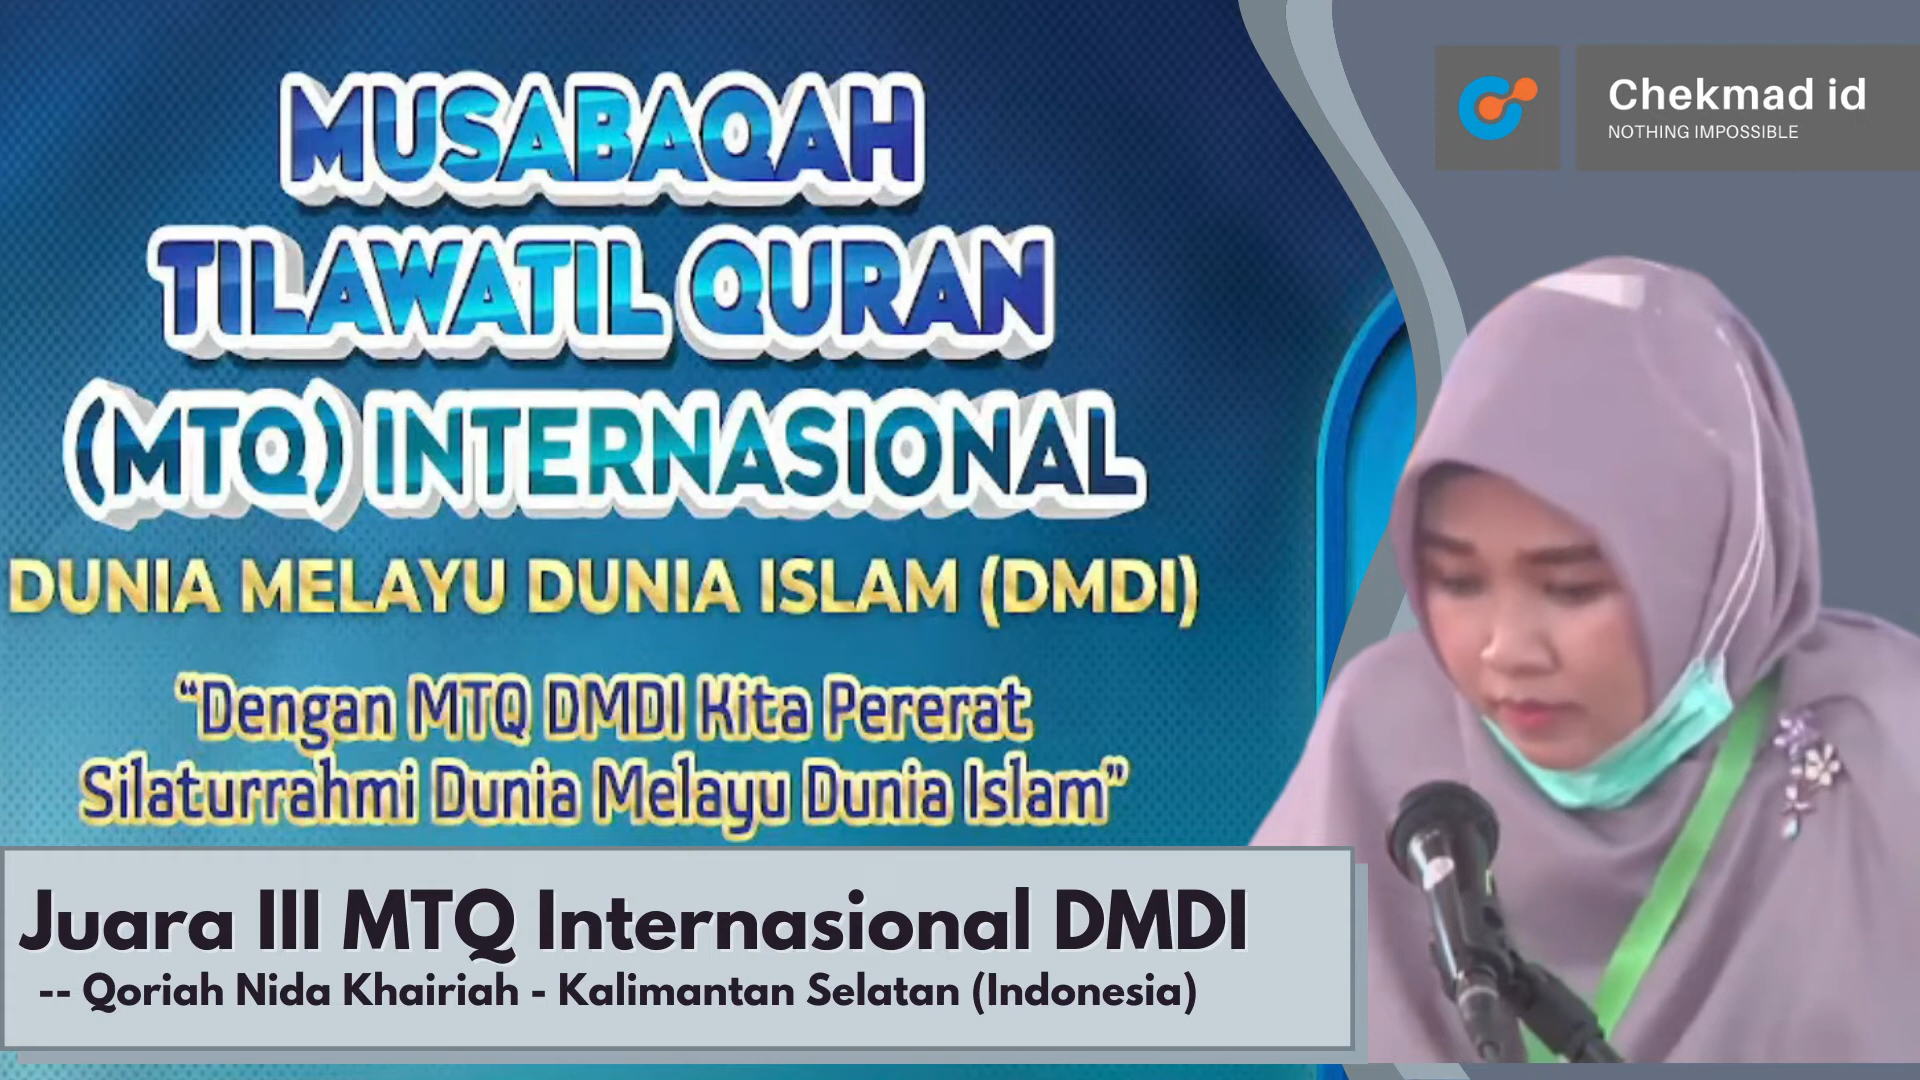 MUSABAQAH
TILAWATIL QURAN
(MTQ) INTERNASIONAL
DUNIA MELAYU DUNIA ISLAM (DMDI)
“Dengan MTQ DMDI Kita Pererat
Silaturrahmi Dunia Melayu Dunia Islam”
Chekmad id
NOTHING IMPOSSIBLE
Juara III MTQ Internasional DMDI
-- Qoriah Nida Khairiah - Kalimantan Selatan (Indonesia)